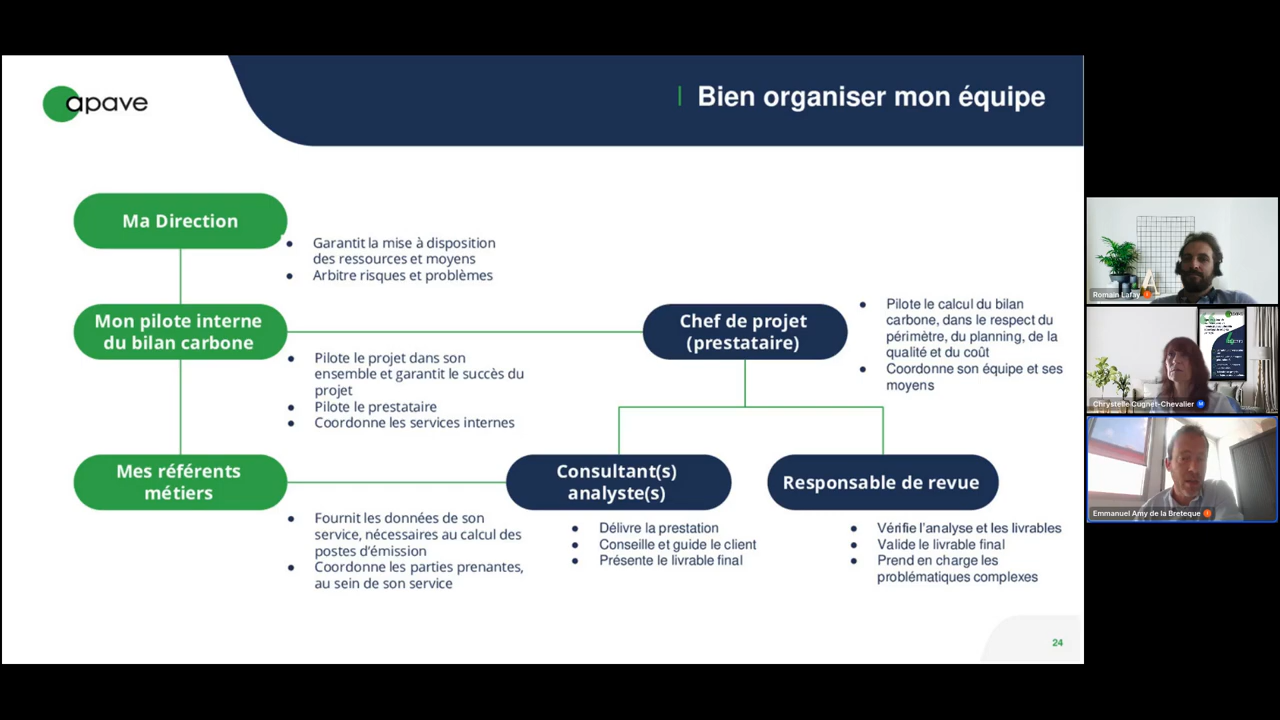 apave
Bien organiser mon équipe
Ma Direction
● Garantit la mise à disposition
des ressources et moyens
● Arbitre risques et problèmes
Mon pilote interne
du bilan carbone
● Pilote le projet dans son
ensemble et garantit le succès du
projet
● Pilote le prestataire
● Coordonne les services internes
Chef de projet
(prestataire)
● Pilote le calcul du bilan
carbone, dans le respect du
périmètre, du planning, de la
qualité et du coût
● Coordonne son équipe et ses
moyens
Mes référents
métiers
● Fournit les données de son
service, nécessaires au calcul des
postes d'émission
● Coordonne les parties prenantes,
au sein de son service
Consultant(s)
analyste(s)
● Délivre la prestation
● Conseille et guide le client
● Présente le livrable final
Responsable de revue
● Vérifie l'analyse et les livrables
● Valide le livrable final
● Prend en charge les
problématiques complexes
24
Romain Lafay
Chrystelle Cugnet-Chevalier
Emmanuel Amy de la Breteque